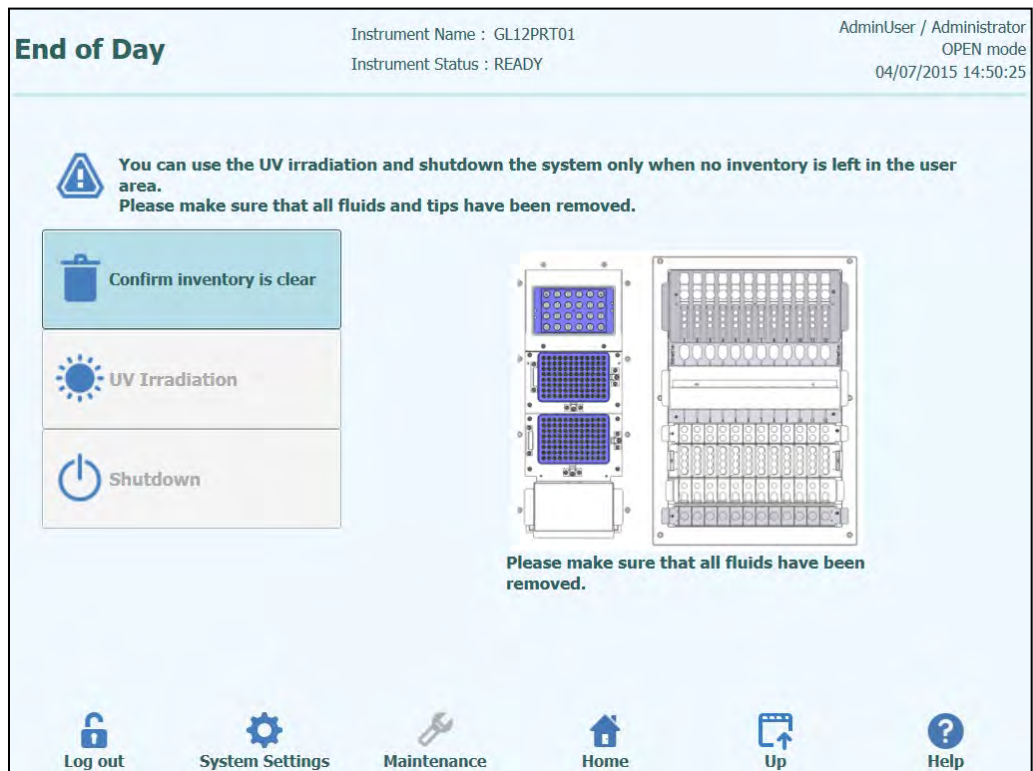 End of Day
Instrument Name : GL12PRT01
Instrument Status : READY
AdminUser / Administrator
OPEN mode
04/07/2015 14:50:25
You can use the UV irradiation and shutdown the system only when no inventory is left in the user
area.
Please make sure that all fluids and tips have been removed.
Confirm inventory is clear
UV Irradiation
Shutdown
Please make sure that all fluids have been
removed.
Log out
System Settings
Maintenance
Home
Up
Help